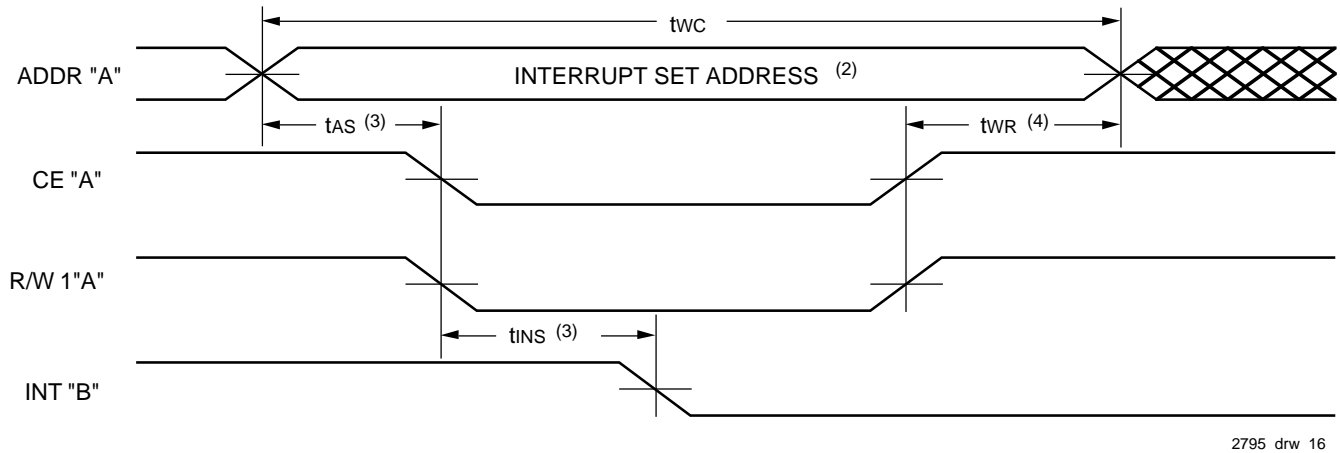 tWC
ADDR "A"
INTERRUPT SET ADDRESS (2)
tAS (3)
tWR (4)
CE "A"
R/W 1"A"
tINS (3)
INT "B"
2795 drw 16